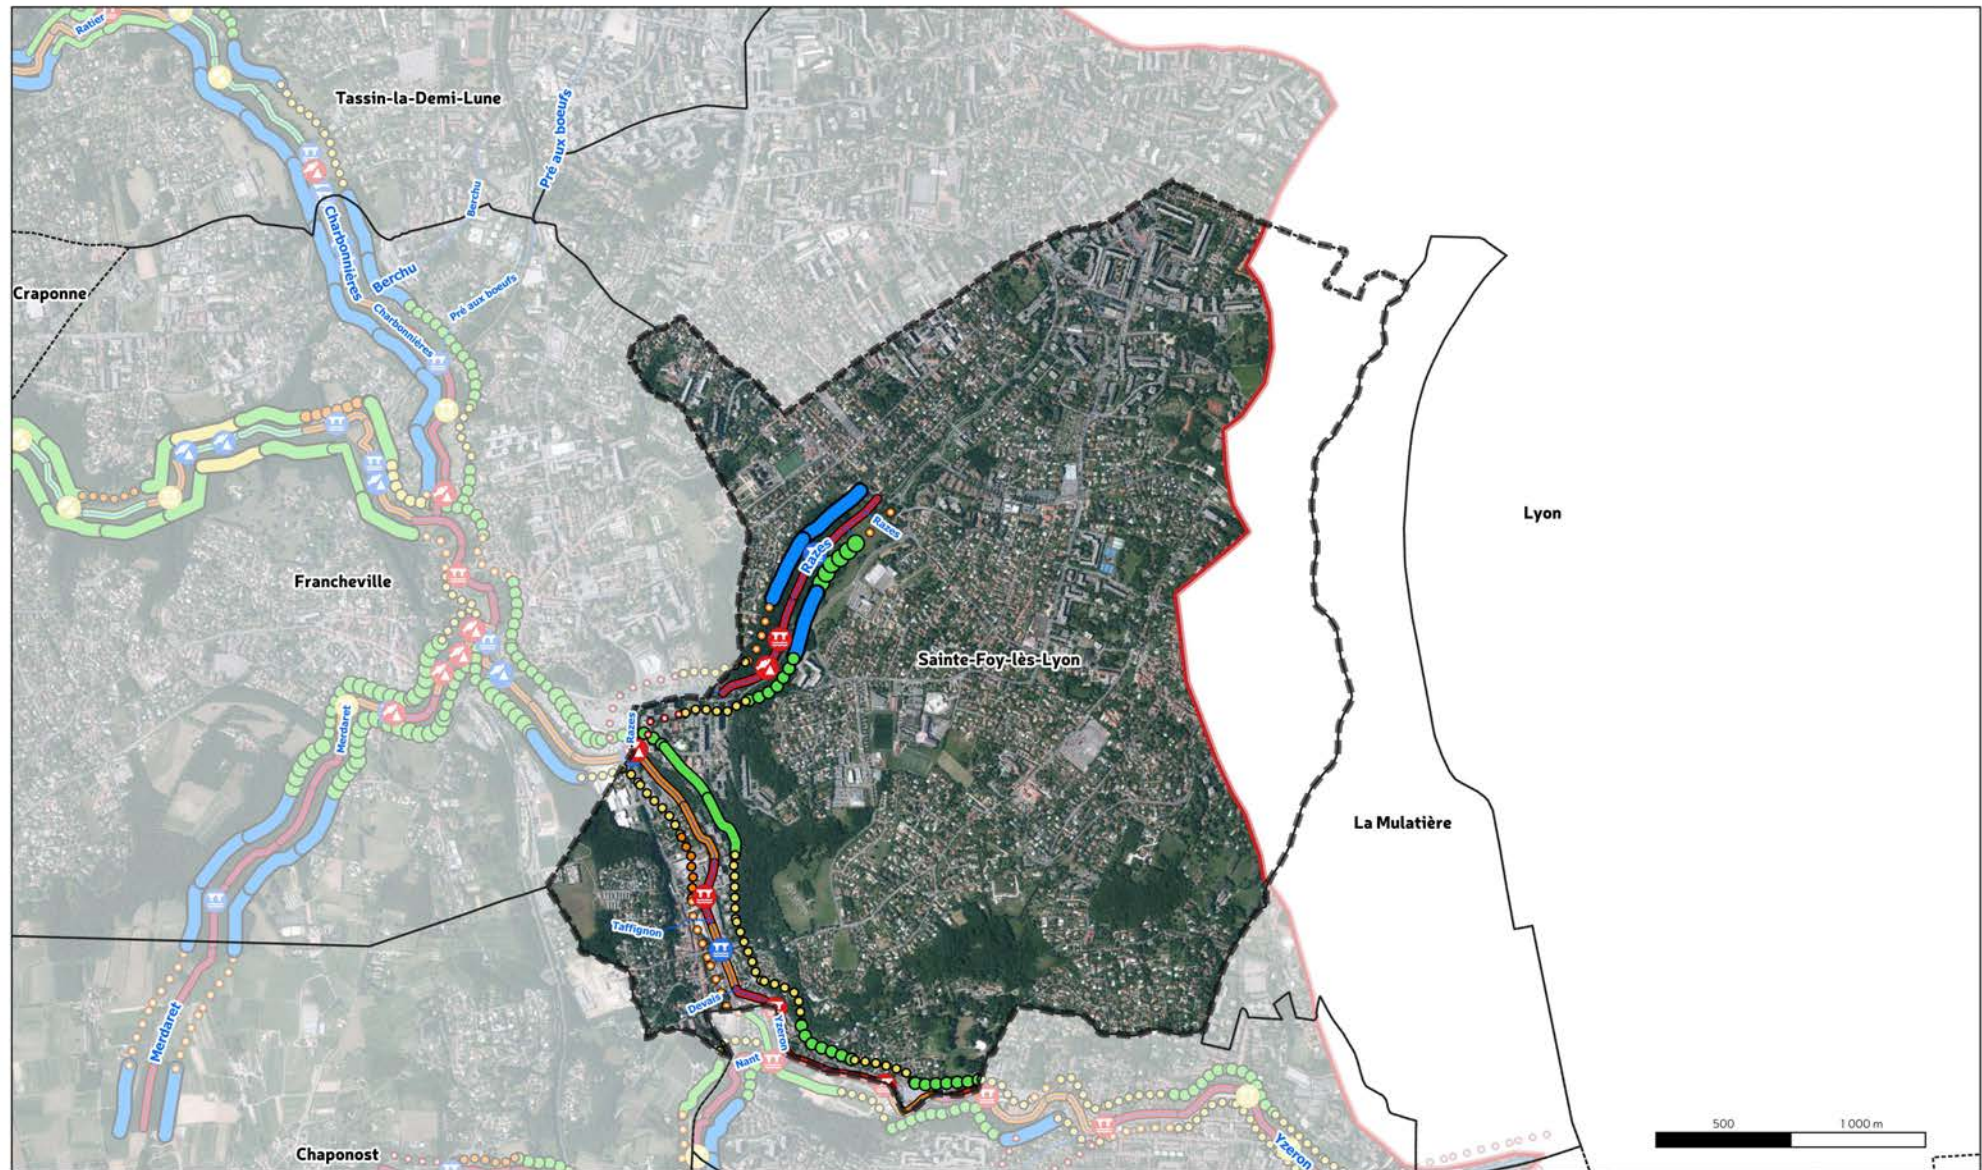 Ratier
Tassin-la-Demi-Lune
Pré aux boeufs
Berchu
Charbonnières
Berchu
Craponne
Pré aux boeufs
Charbonnières
Lyon
Razes
Razes
Francheville
Sainte-Foy-lès-Lyon
Merdaret
Razes
La Mulatière
Taffignon
Devais
Merdaret
Yzeron
Nant
500
1 000 m
Yzeron
Chaponost